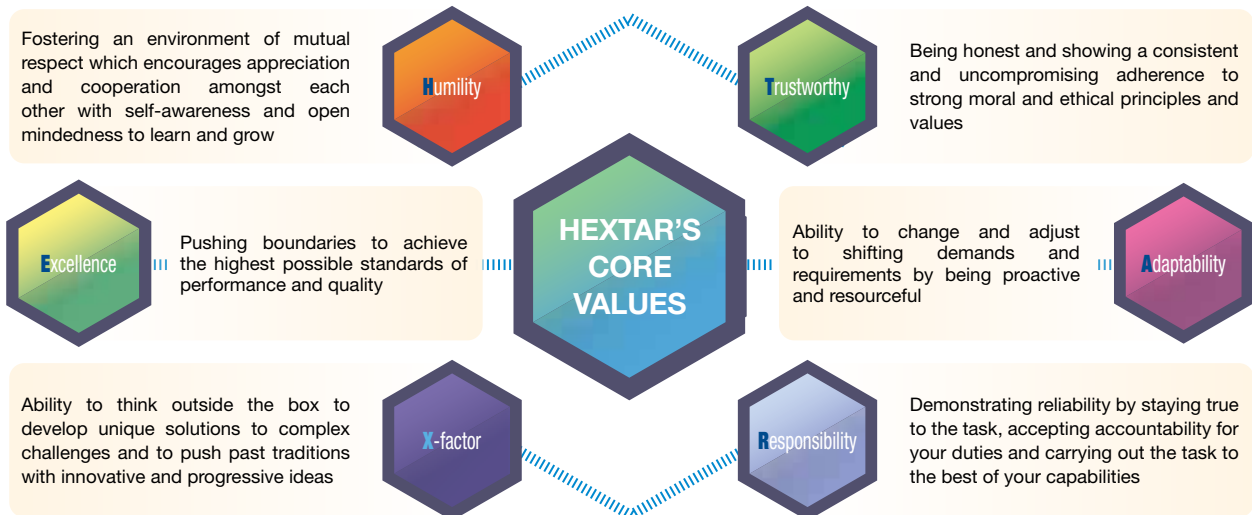 Fostering an environment of mutual
respect which encourages appreciation
and cooperation amongst each
other with self-awareness and open
mindedness to learn and grow
Humility
Excellence
Pushing boundaries to achieve
the highest possible standards of
performance and quality
Ability to think outside the box to
develop unique solutions to complex
challenges and to push past traditions
with innovative and progressive ideas
X-factor
HEXTAR'S
CORE
VALUES
Trustworthy
Being honest and showing a consistent
and uncompromising adherence to
strong moral and ethical principles and
values
Ability to change and adjust
to shifting demands and
requirements by being proactive
and resourceful
Adaptability
Responsibility
Demonstrating reliability by staying true
to the task, accepting accountability for
your duties and carrying out the task to
the best of your capabilities